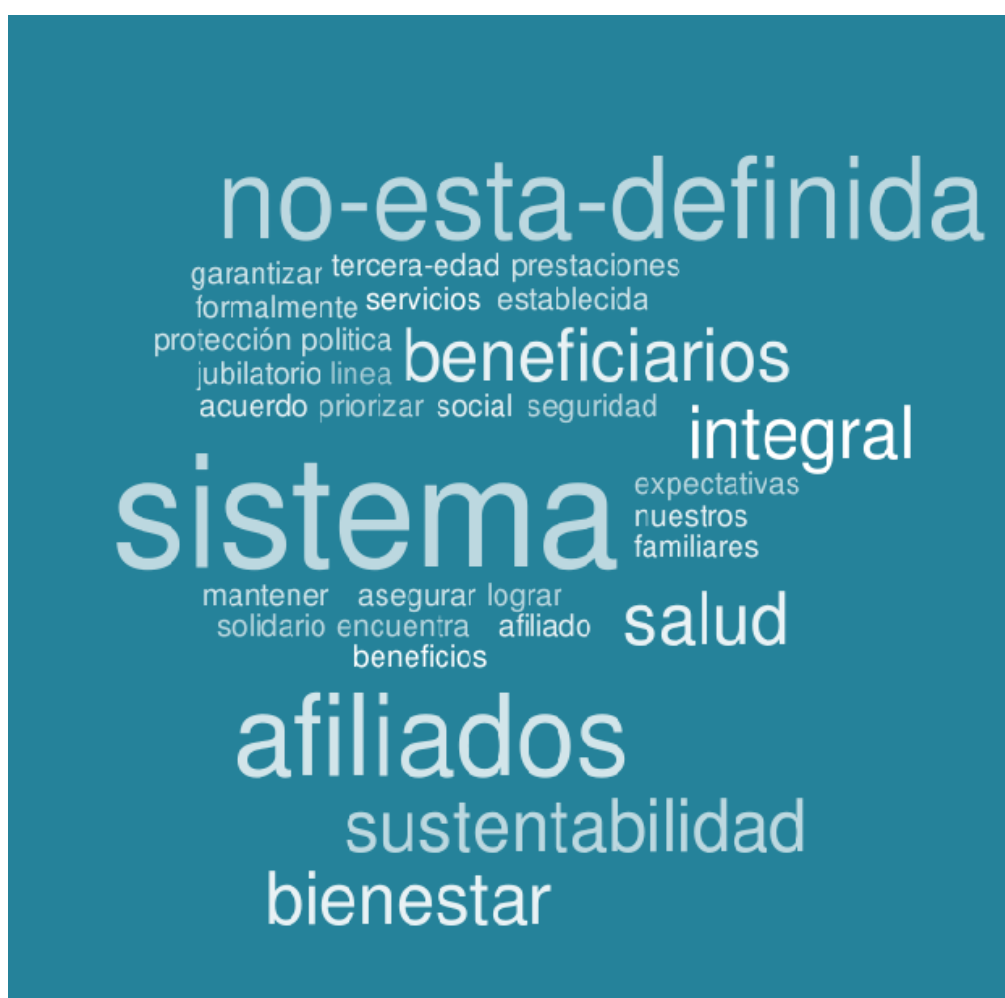 no-esta-definida
garantizar tercera-edad prestaciones
formalmente servicios establecida
protección politica beneficiarios
jubilatorio linea
acuerdo priorizar social seguridad
integral
sistema
expectativas
nuestros
familiares
mantener asegurar lograr
solidario encuentra afiliado
salud
beneficios
afiliados
sustentabilidad
bienestar